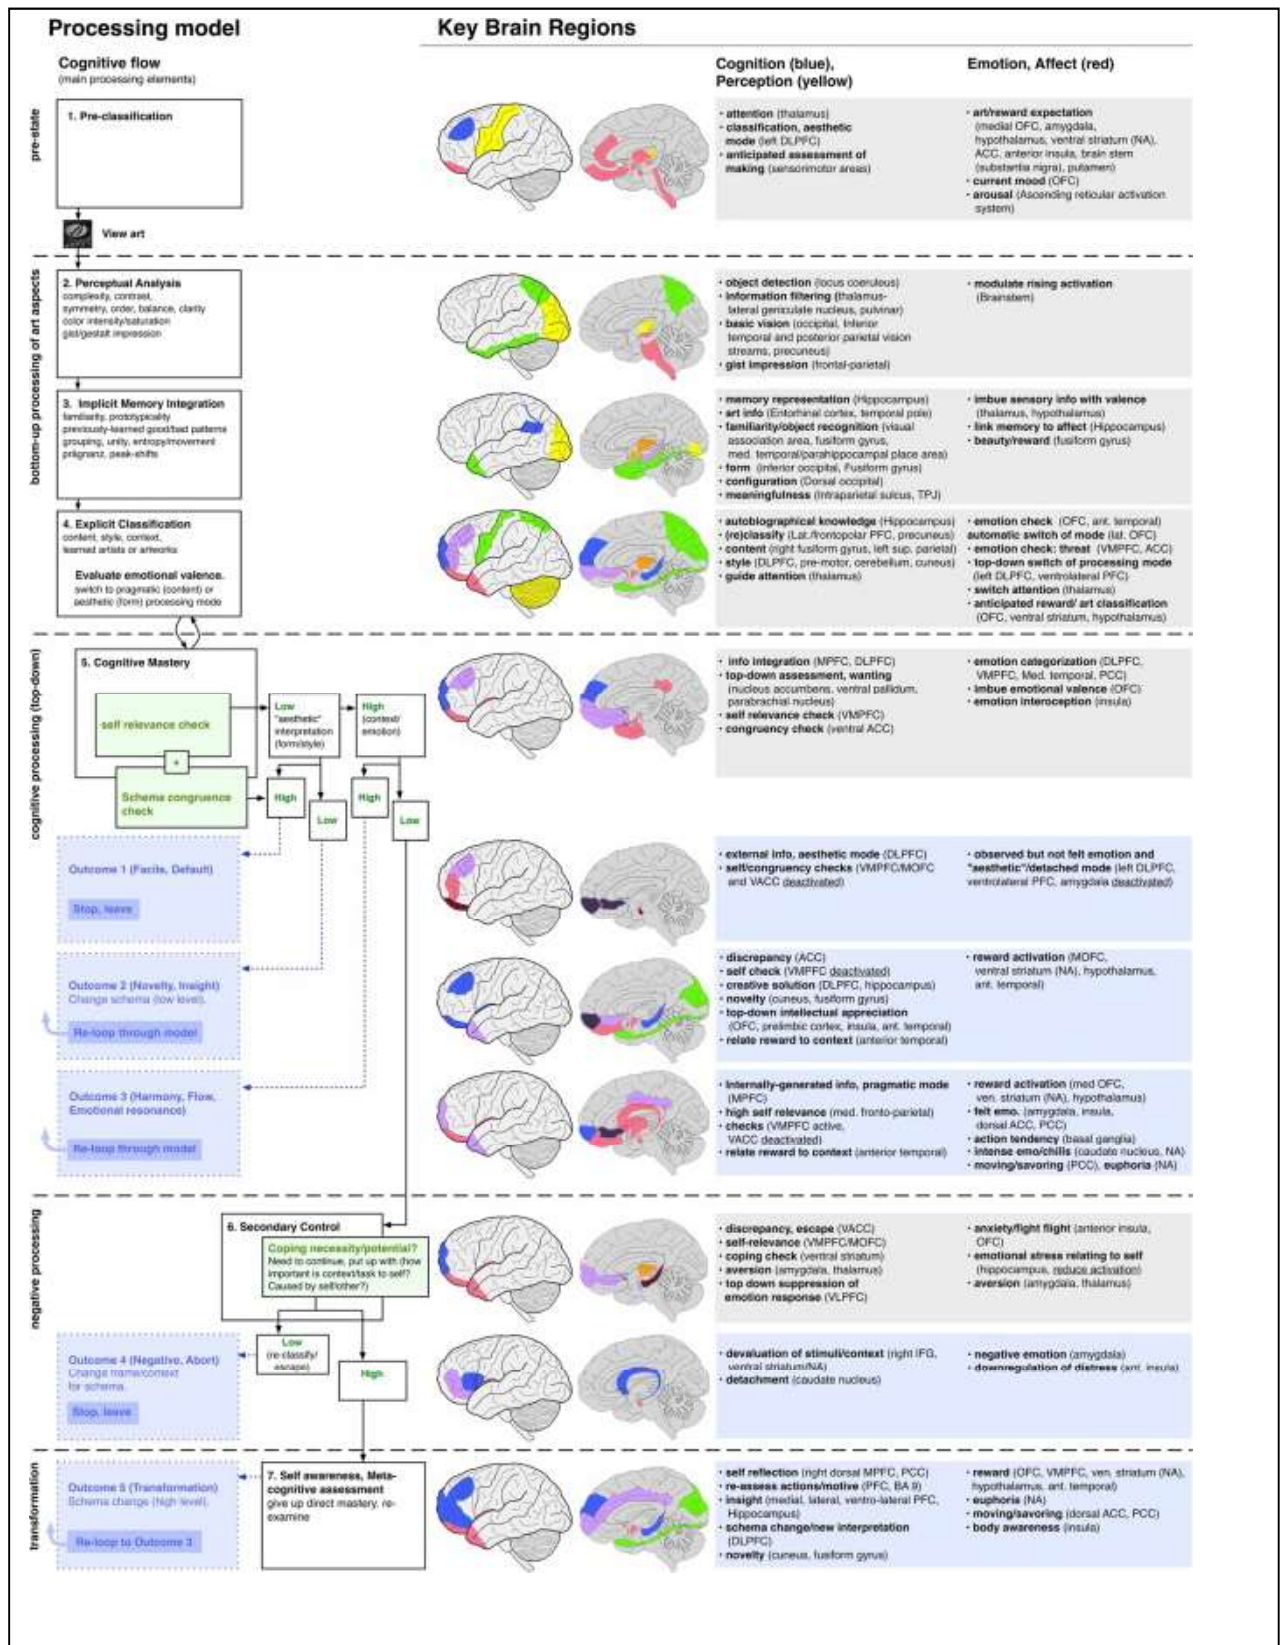 Processing model
Key Brain Regions
Cognitive flow
(main processing elements)
Cognition (blue),
Perception (yellow)
Emotion, Affect (red)
pre-state
1. Pre-classification
View art
· attention (thalamus)
· classification, aesthetic
mode (left DLPFC)
· anticipated assessment of
making (sensorimotor areas)
· art/reward expectation
(medial OFC, amygdala,
hypothalamus, ventral striatum (NA),
ACC, anterior insula, brain stem
(substantia nigra), putamen)
· current mood (OFC)
· arousal (Ascending reticular activation
system)
bottom-up processing of art aspects
2. Perceptual Analysis
complexity, contrast,
symmetry, order, balance, clarity
color intensity/saturation
gist/gestalt impression
· object detection (locus coeruleus)
· information filtering (thalamus-
lateral geniculate nucleus, pulvinar)
· basic vision (occipital, Inferior
temporal and posterior parietal vision
streams, precuneus)
· gist impression (frontal-parietal)
· modulate rising activation
(Brainstem)
3. Implicit Memory Integration
familiarity, prototypicality
previously-learned good/bad patterns
grouping, unity, entropy/movement
prägnanz, peak-shifts
· memory representation (Hippocampus)
· art info (Entorhinal cortex, temporal pole)
· familiarity/object recognition (visual
association area, fusiform gyrus,
med. temporal/parahippocampal place area)
· form (inferior occipital, Fusiform gyrus)
· configuration (Dorsal occipital)
· meaningfulness (Intraparietal sulcus, TPJ)
· imbue sensory info with valence
(thalamus, hypothalamus)
· link memory to affect (Hippocampus)
· beauty/reward (fusiform gyrus)
4. Explicit Classification
content, style, context,
learned artists or artworks
Evaluate emotional valence.
switch to pragmatic (content) or
aesthetic (form) processing mode
· autobiographical knowledge (Hippocampus)
· (re)classify (Lat./frontopolar PFC, precuneus)
· content (right fusiform gyrus, left sup. parietal)
· style (DLPFC, pre-motor, cerebellum, cuneus)
· guide attention (thalamus)
· emotion check (OFC, ant. temporal)
automatic switch of mode (lat. OFC)
· emotion check: threat (VMPFC, ACC)
· top-down switch of processing mode
(left DLPFC, ventrolateral PFC)
· switch attention (thalamus)
· anticipated reward/ art classification
(OFC, ventral striatum, hypothalamus)
cognitive processing (top-down)
5. Cognitive Mastery
self relevance check
+
Schema congruence
check
Low
"aesthetic"
interpretation
(form/style)
High
(context/
emotion)
High
Low
High
Low
· info integration (MPFC, DLPFC)
· top-down assessment, wanting
(nucleus accumbens, ventral pallidum,
parabrachial nucleus)
· self relevance check (VMPFC)
· congruency check (ventral ACC)
· emotion categorization (DLPFC,
VMPFC, Med. temporal, PCC)
· imbue emotional valence (OFC)
· emotion interoception (insula)
Outcome 1 (Facile, Default)
Stop, leave
· external info, aesthetic mode (DLPFC)
· self/congruency checks (VMPFC/MOFC
and VACC deactivated)
· observed but not felt emotion and
"aesthetic"/detached mode (left DLPFC,
ventrolateral PFC, amygdala deactivated)
Outcome 2 (Novelty, Insight)
Change schema (low level).
Re-loop through model
· discrepancy (ACC)
· self check (VMPFC deactivated)
· creative solution (DLPFC, hippocampus)
· novelty (cuneus, fusiform gyrus)
· top-down intellectual appreciation
(OFC, prelimbic cortex, insula, ant. temporal)
· relate reward to context (anterior temporal)
· reward activation (MOFC,
ventral striatum (NA), hypothalamus,
ant. temporal)
Outcome 3 (Harmony, Flow,
Emotional resonance)
Re-loop through model
· Internally-generated info, pragmatic mode
(MPFC)
· high self relevance (med. fronto-parietal)
· checks (VMPFC active,
VACC deactivated)
· relate reward to context (anterior temporal)
· reward activation (med OFC,
ven. striatum (NA), hypothalamus)
· felt emo. (amygdala, insula,
dorsal ACC, PCC)
· action tendency (basal ganglia)
· intense emo/chills (caudate nucleus, NA)
· moving/savoring (PCC), euphoria (NA)
negative processing
6. Secondary Control
Coping necessity/potential?
Need to continue, put up with (how
important is context/task to self?
Caused by self/other?)
Low
(re-classify/
escape)
High
· discrepancy, escape (VACC)
· self-relevance (VMPFC/MOFC)
· coping check (ventral striatum)
· aversion (amygdala, thalamus)
· top down suppression of
emotion response (VLPFC)
· anxiety/fight flight (anterior insula,
OFC)
· emotional stress relating to self
(hippocampus, reduce activation)
· aversion (amygdala, thalamus)
Outcome 4 (Negative, Abort)
Change frame/context
for schema.
Stop, leave
· devaluation of stimuli/context (right IFG,
ventral striatum/NA)
· detachment (caudate nucleus)
· negative emotion (amygdala)
· downregulation of distress (ant. insula)
transformation
Outcome 5 (Transformation)
Schema change (high level).
Re-loop to Outcome 3
7. Self awareness, Meta-
cognitive assessment
give up direct mastery, re-
examine
· self reflection (right dorsal MPFC, PCC)
· re-assess actions/motive (PFC, BA 9)
· insight (medial, lateral, ventro-lateral PFC,
Hippocampus)
· schema change/new interpretation
(DLPFC)
· novelty (cuneus, fusiform gyrus)
· reward (OFC, VMPFC, ven. striatum (NA),
hypothalamus, ant. temporal)
· euphoria (NA)
· moving/savoring (dorsal ACC, PCC)
· body awareness (insula)